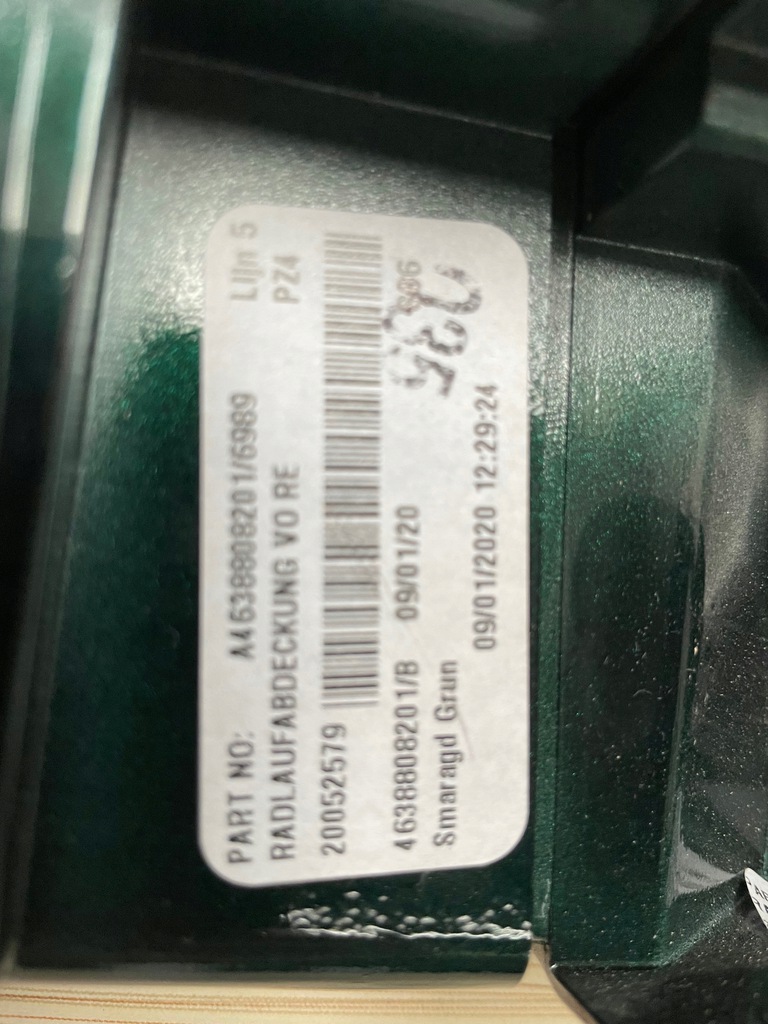 PART NO: A4638808201/6989 Lijn 5
RADLAUFABDECKUNG VO RE PZ4
20052579
4638808201/B 09/01/20
Smaragd Grun
09/01/2020 12:29:24